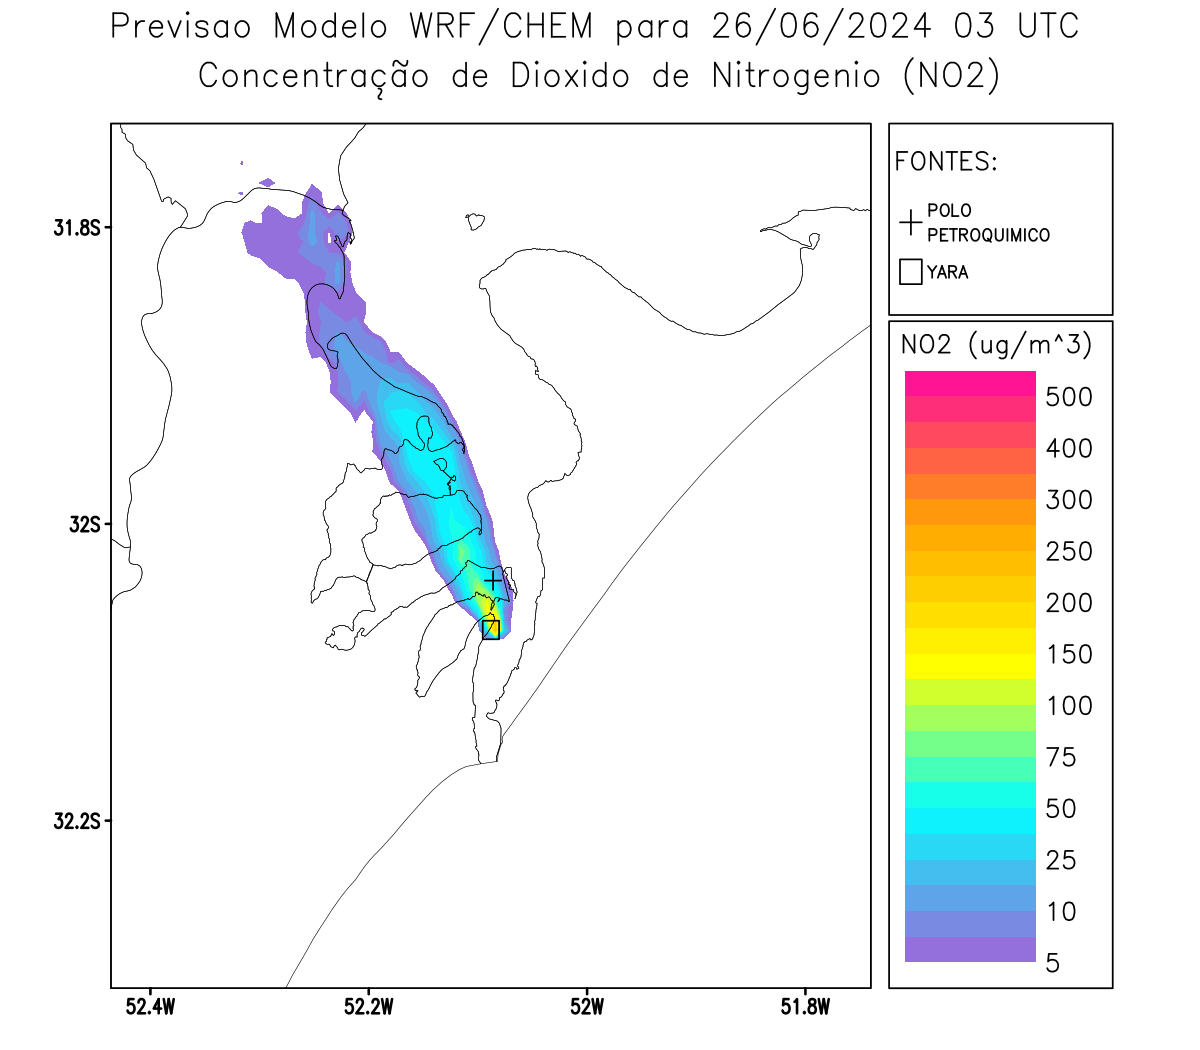 Previsao Modelo WRF/CHEM para 26/06/2024 03 UTC
Concentração de Dioxido de Nitrogenio (NO2)
FONTES:
POLO
PETROQUIMICO
YARA
NO2 (ug/m^3)
500
400
300
250
200
150
100
75
50
25
10
5
31.8S
32S
32.2S
52.4W
52.2W
52W
51.8W